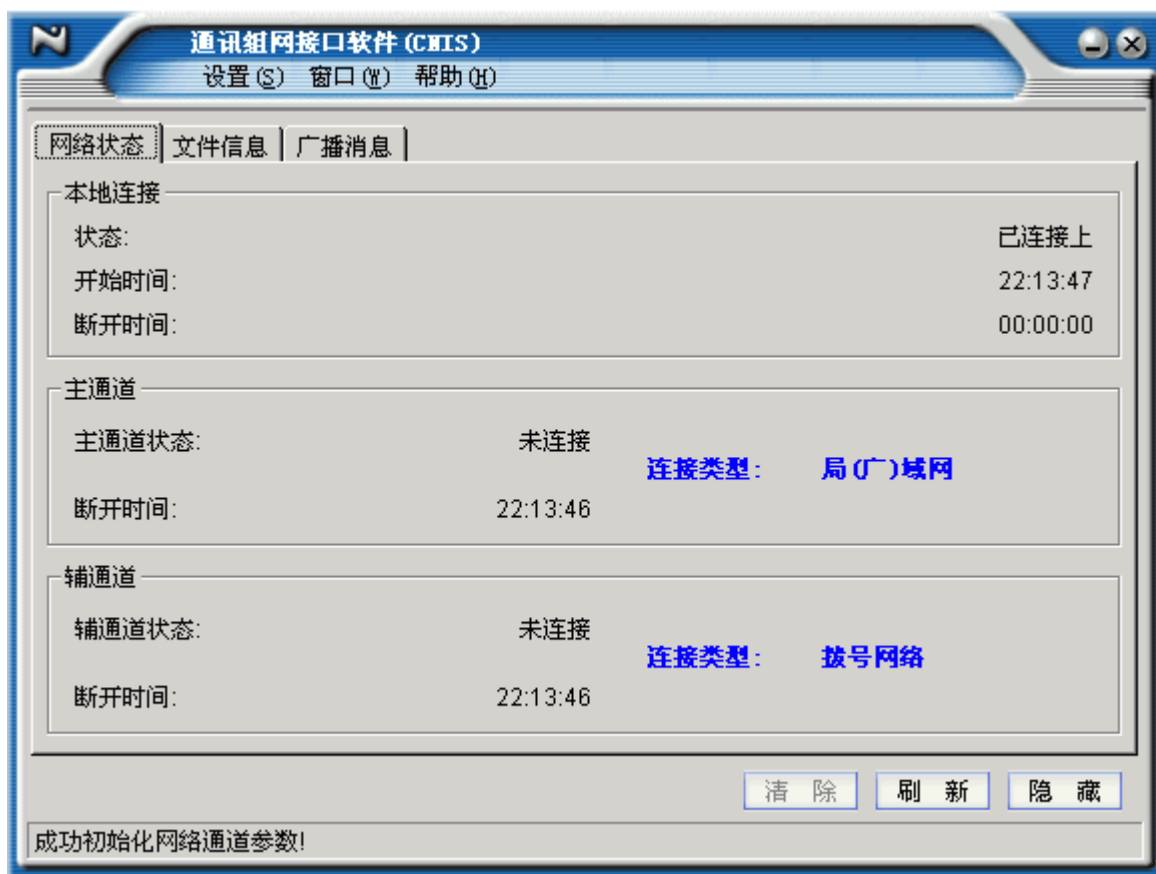 通讯组网接口软件(CNIS)
设置(S) 窗口(W) 帮助(H)
网络状态 文件信息 广播消息
本地连接
状态: 已连接上
开始时间: 22:13:47
断开时间: 00:00:00
主通道
主通道状态: 未连接
连接类型: 局(广)域网
断开时间: 22:13:46
辅通道
辅通道状态: 未连接
连接类型: 拨号网络
断开时间: 22:13:46
清 除 刷 新 隐 藏
成功初始化网络通道参数!